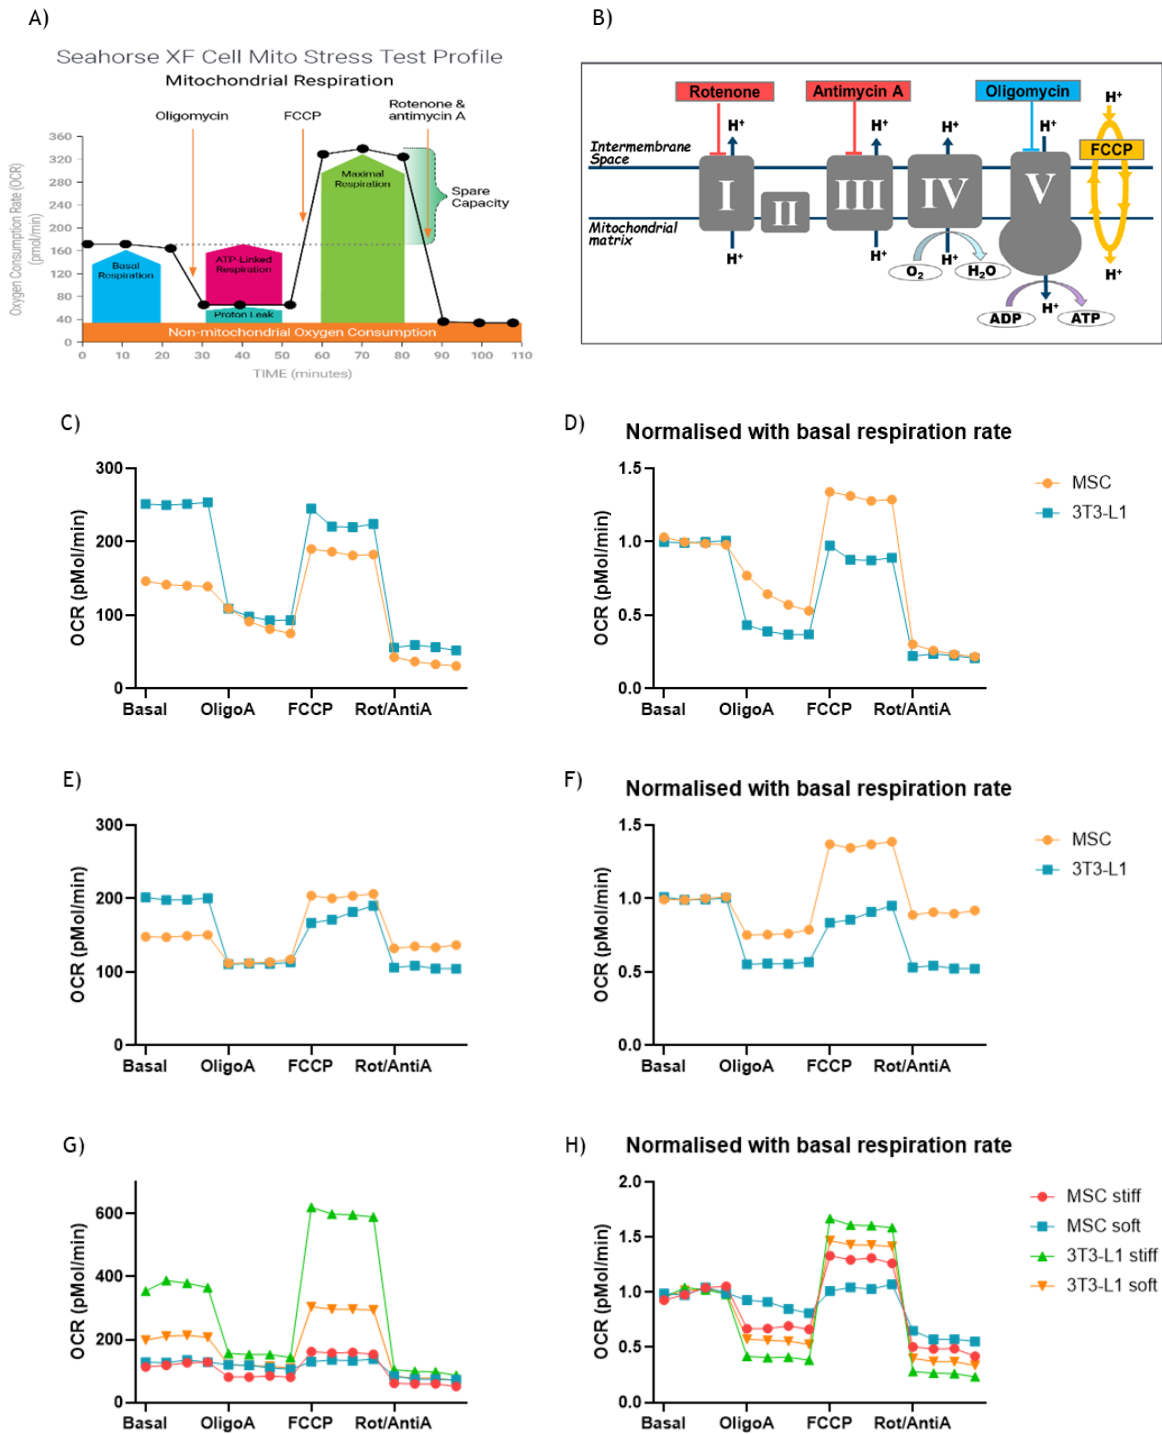 A)
Seahorse XF Cell Mito Stress Test Profile
Mitochondrial Respiration
Oligomycin
FCCP
Rotenone &
antimycin A
Oxygen Consumption Rate (OCR)
(pmol/min)
360
320
280
240
200
160
120
80
40
0
Basal
Respiration
ATP-Linked
Respiration
Proton Leak
Maximal
Respiration
Spare
Capacity
Non-mitochondrial Oxygen Consumption
0 10 20 30 40 50 60 70 80 90 100 110
TIME (minutes)
B)
Rotenone
Antimycin A
Oligomycin
H+
H+
H+
H+
H+
FCCP
Intermembrane
Space
Mitochondrial
matrix
I
II
III
IV
V
H+
H+
H+
H+
H+
O2
H2O
ADP
ATP
C)
300
200
100
0
OCR (pMol/min)
Basal OligoA FCCP Rot/AntiA
D)
Normalised with basal respiration rate
1.5
1.0
0.5
0.0
OCR (pMol/min)
Basal OligoA FCCP Rot/AntiA
MSC
3T3-L1
E)
300
200
100
0
OCR (pMol/min)
Basal OligoA FCCP Rot/AntiA
F)
Normalised with basal respiration rate
1.5
1.0
0.5
0.0
OCR (pMol/min)
Basal OligoA FCCP Rot/AntiA
MSC
3T3-L1
G)
600
400
200
0
OCR (pMol/min)
Basal OligoA FCCP Rot/AntiA
H)
Normalised with basal respiration rate
2.0
1.5
1.0
0.5
0.0
OCR (pMol/min)
Basal OligoA FCCP Rot/AntiA
MSC stiff
MSC soft
3T3-L1 stiff
3T3-L1 soft